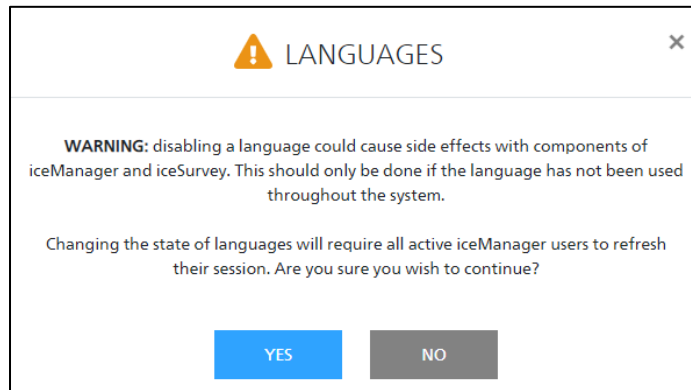 LANGUAGES
WARNING: disabling a language could cause side effects with components of
iceManager and iceSurvey. This should only be done if the language has not been used
throughout the system.
Changing the state of languages will require all active iceManager users to refresh
their session. Are you sure you wish to continue?
YES NO